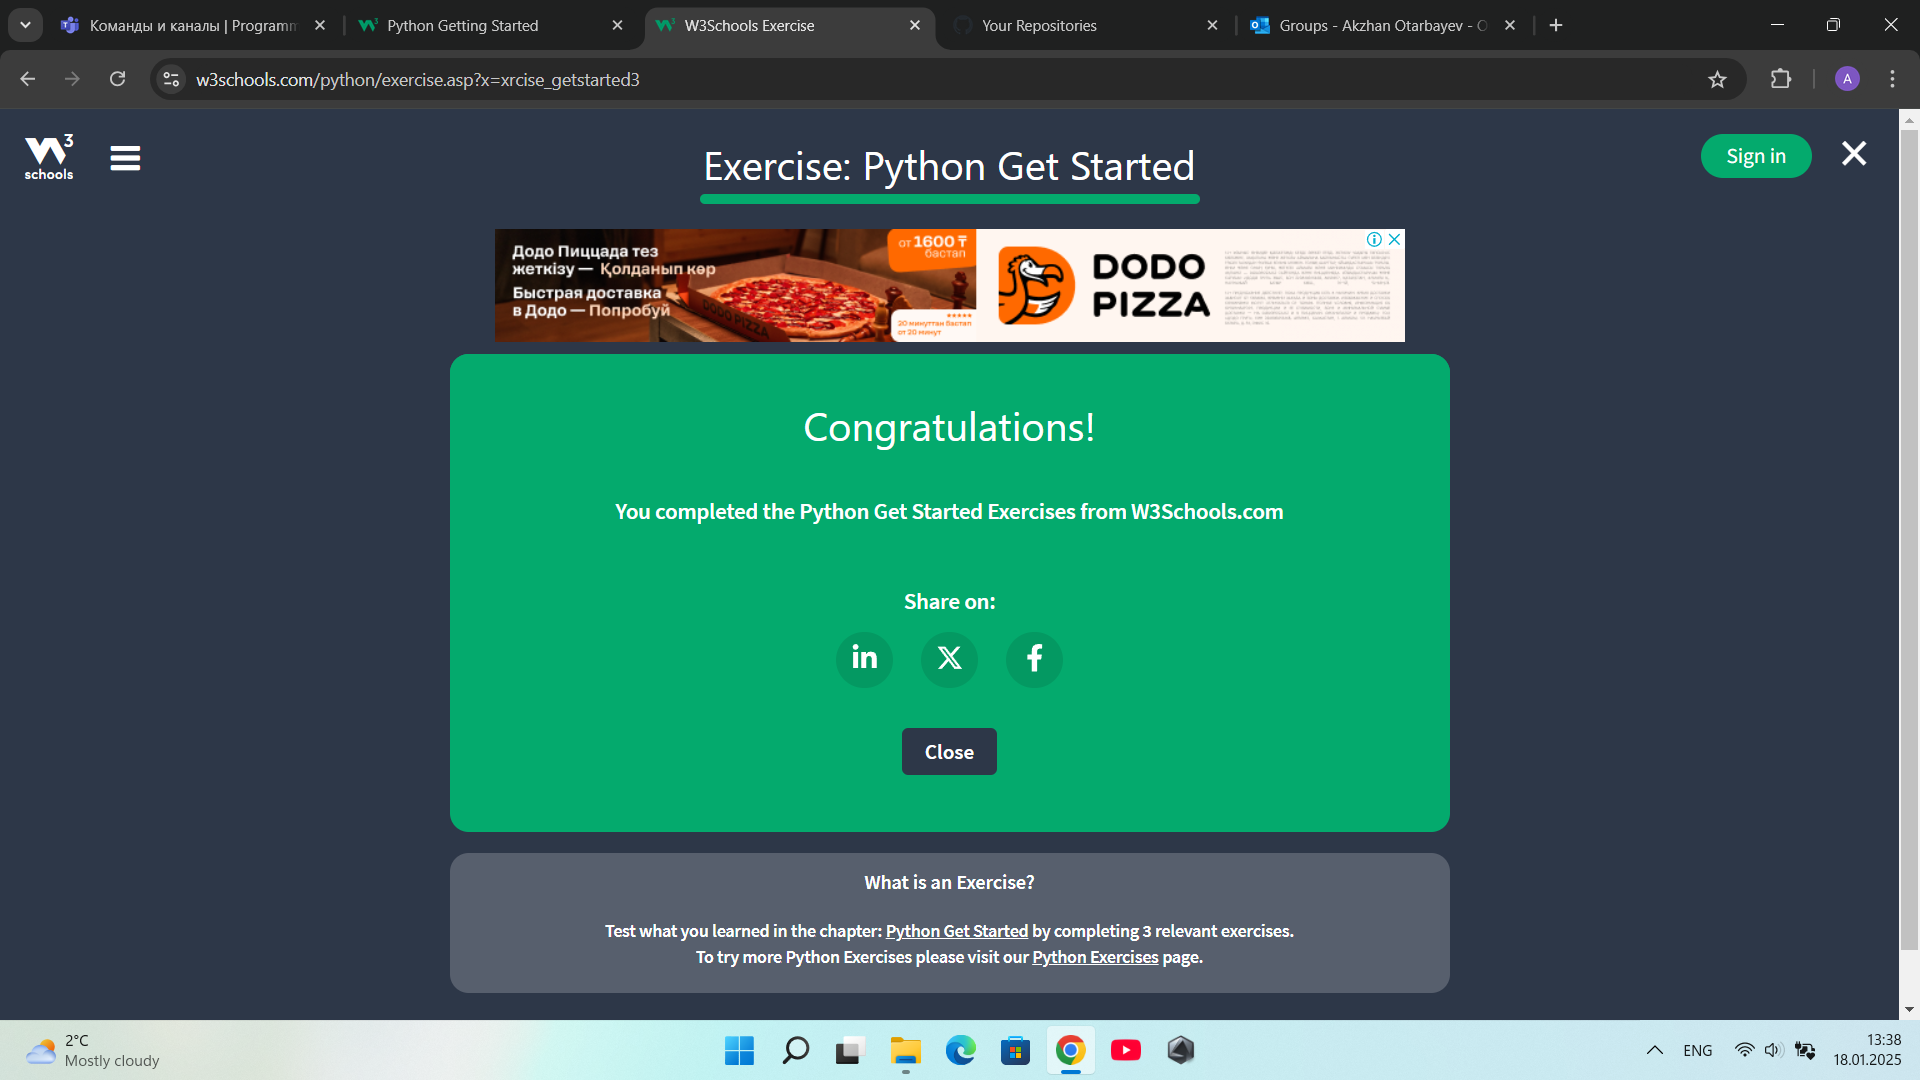 Команды и каналы | Programm
Python Getting Started
W3Schools Exercise
Your Repositories
Groups - Akzhan Otarbayev - O
w3schools.com/python/exercise.asp?x=xrcise_getstarted3
A
3
schools
Exercise: Python Get Started
Sign in
Додо Пиццада тез
жеткізу — Қолданып көр
Быстрая доставка
в Додо — Попробуй
от 1600 ₸
бастап
20 минуттан бастап
от 20 минут
DODO PIZZA
DODO
PIZZA
Congratulations!
You completed the Python Get Started Exercises from W3Schools.com
Share on:
in
X
f
Close
What is an Exercise?
Test what you learned in the chapter: Python Get Started by completing 3 relevant exercises.
To try more Python Exercises please visit our Python Exercises page.
2°C
Mostly cloudy
ENG
13:38
18.01.2025